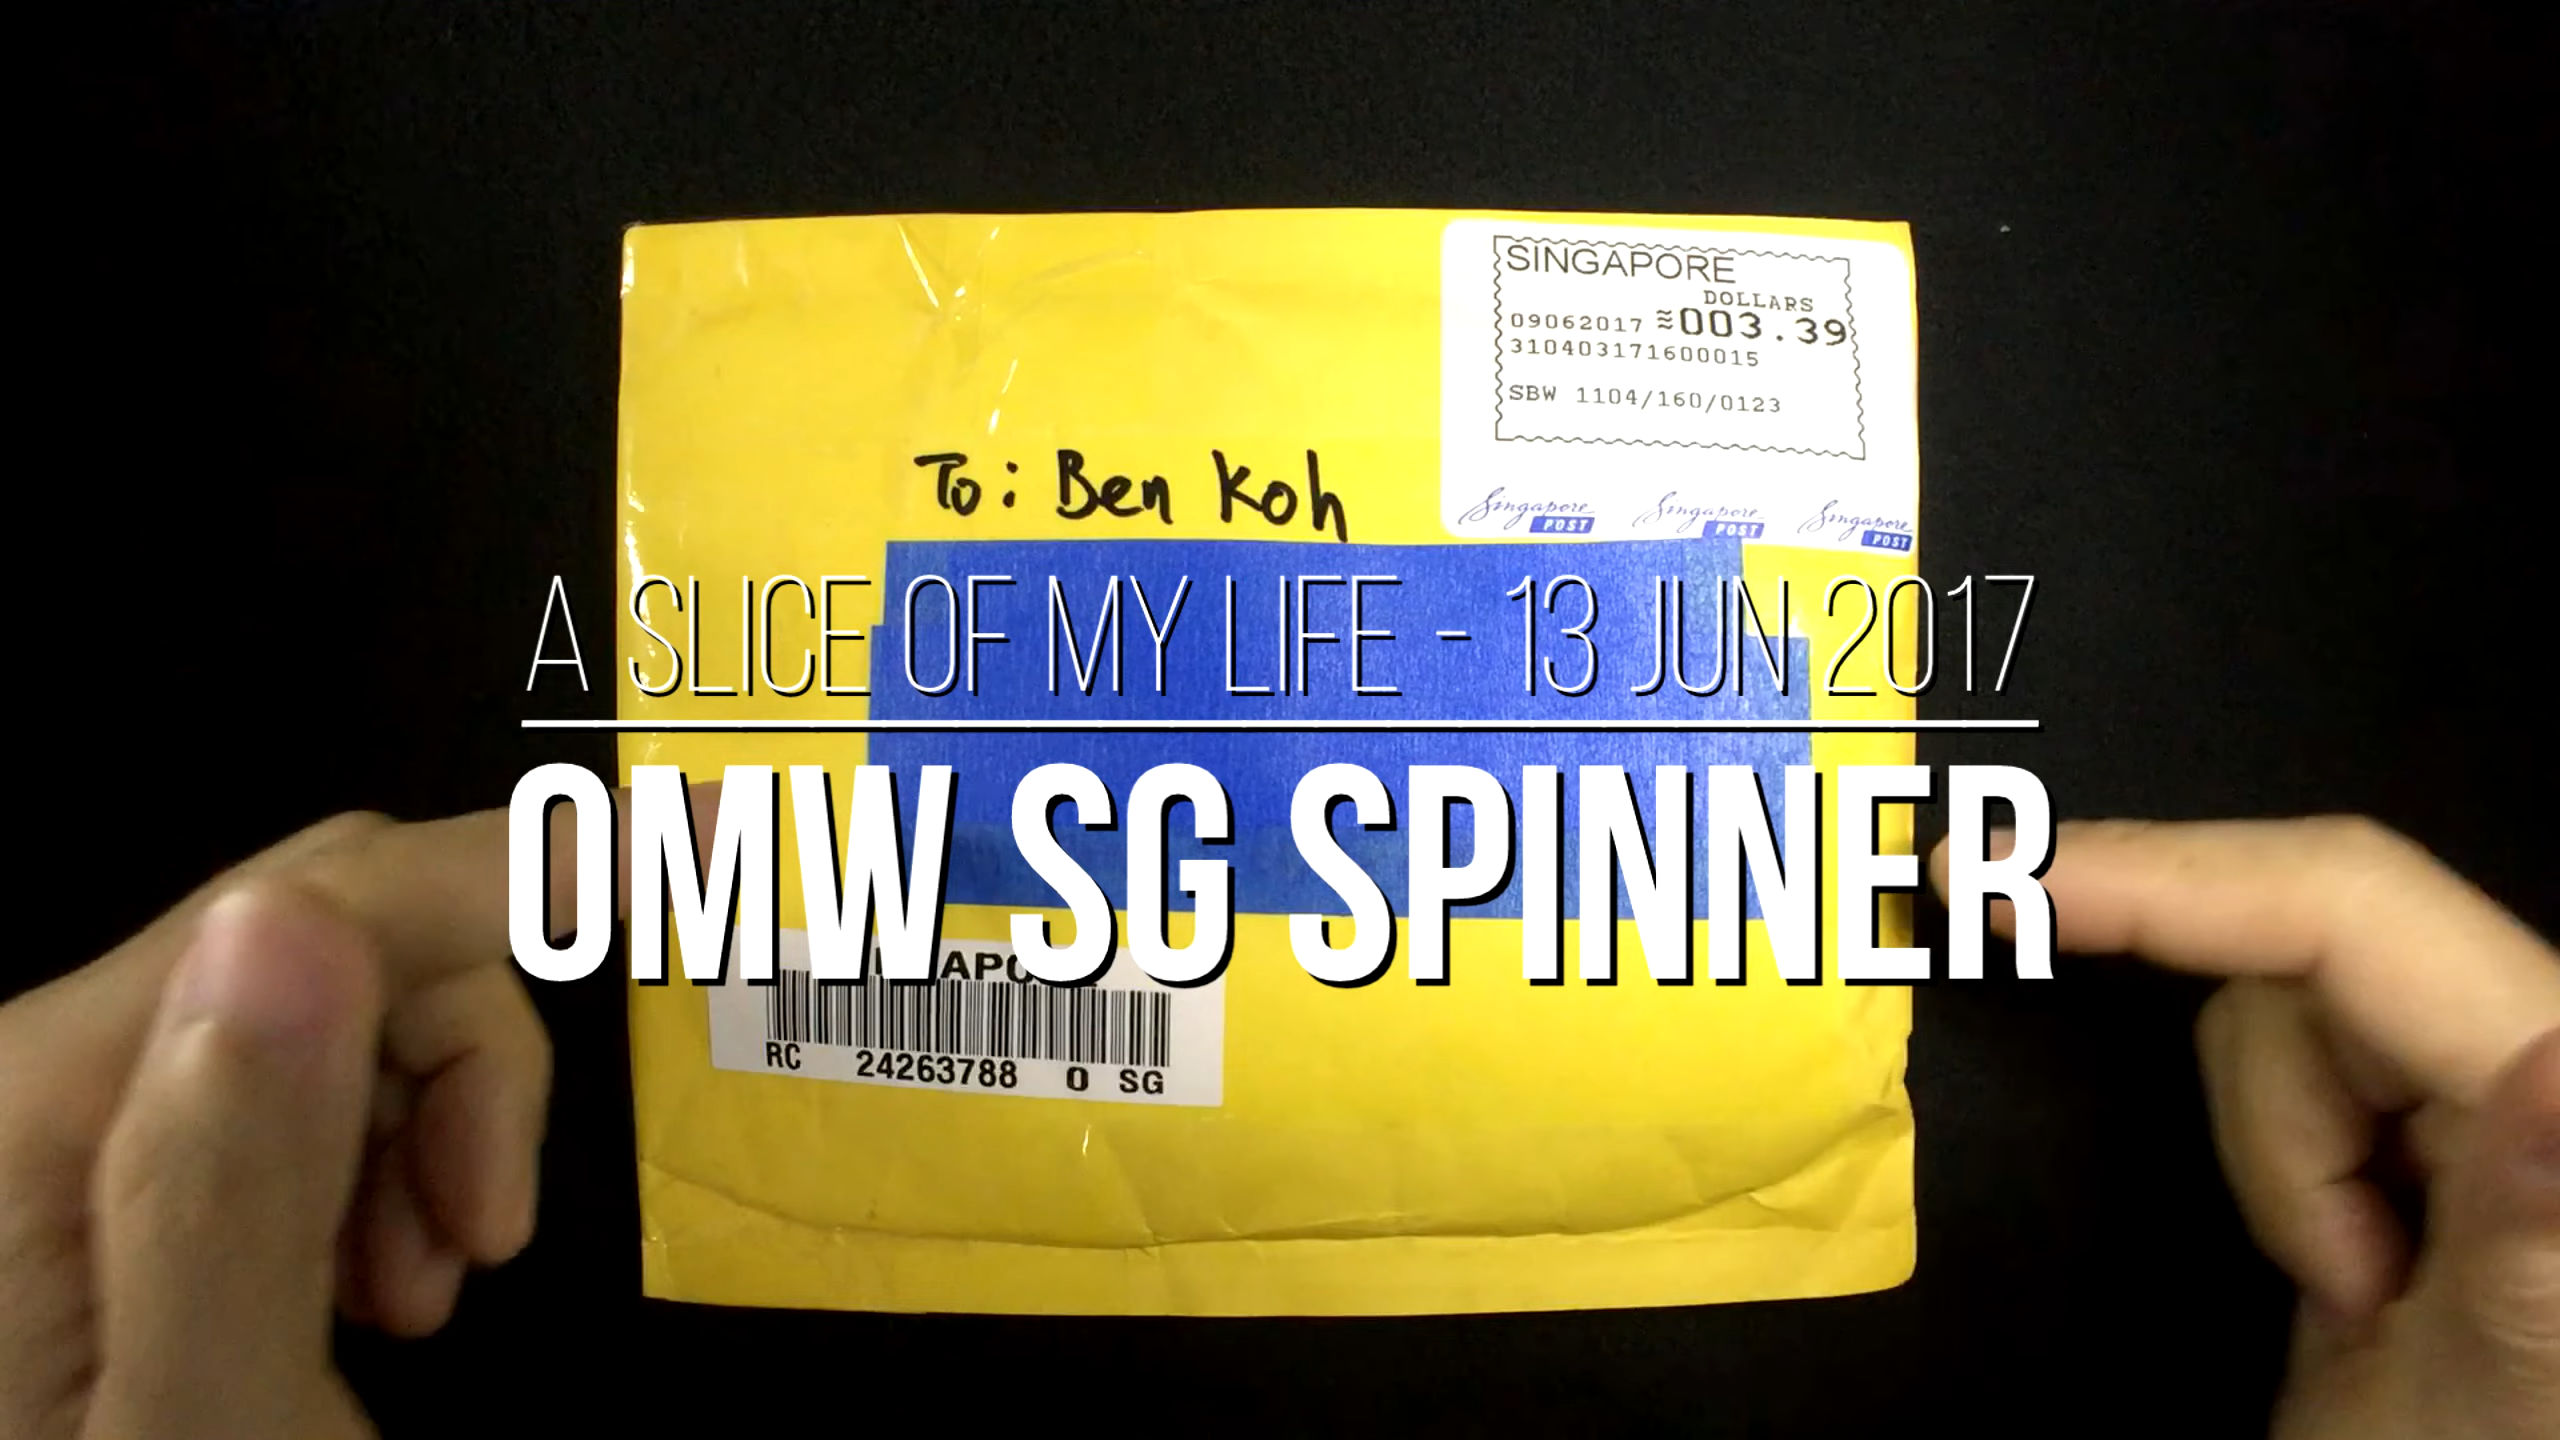 SINGAPORE
DOLLARS
09062017 ≈003.39
310403171600015
SBW 1104/160/0123
Singapore POST Singapore POST Singapore POST
To: Ben Koh
A SLICE OF MY LIFE - 13 JUN 2017
OMW SG SPINNER
RC 24263788 0 SG